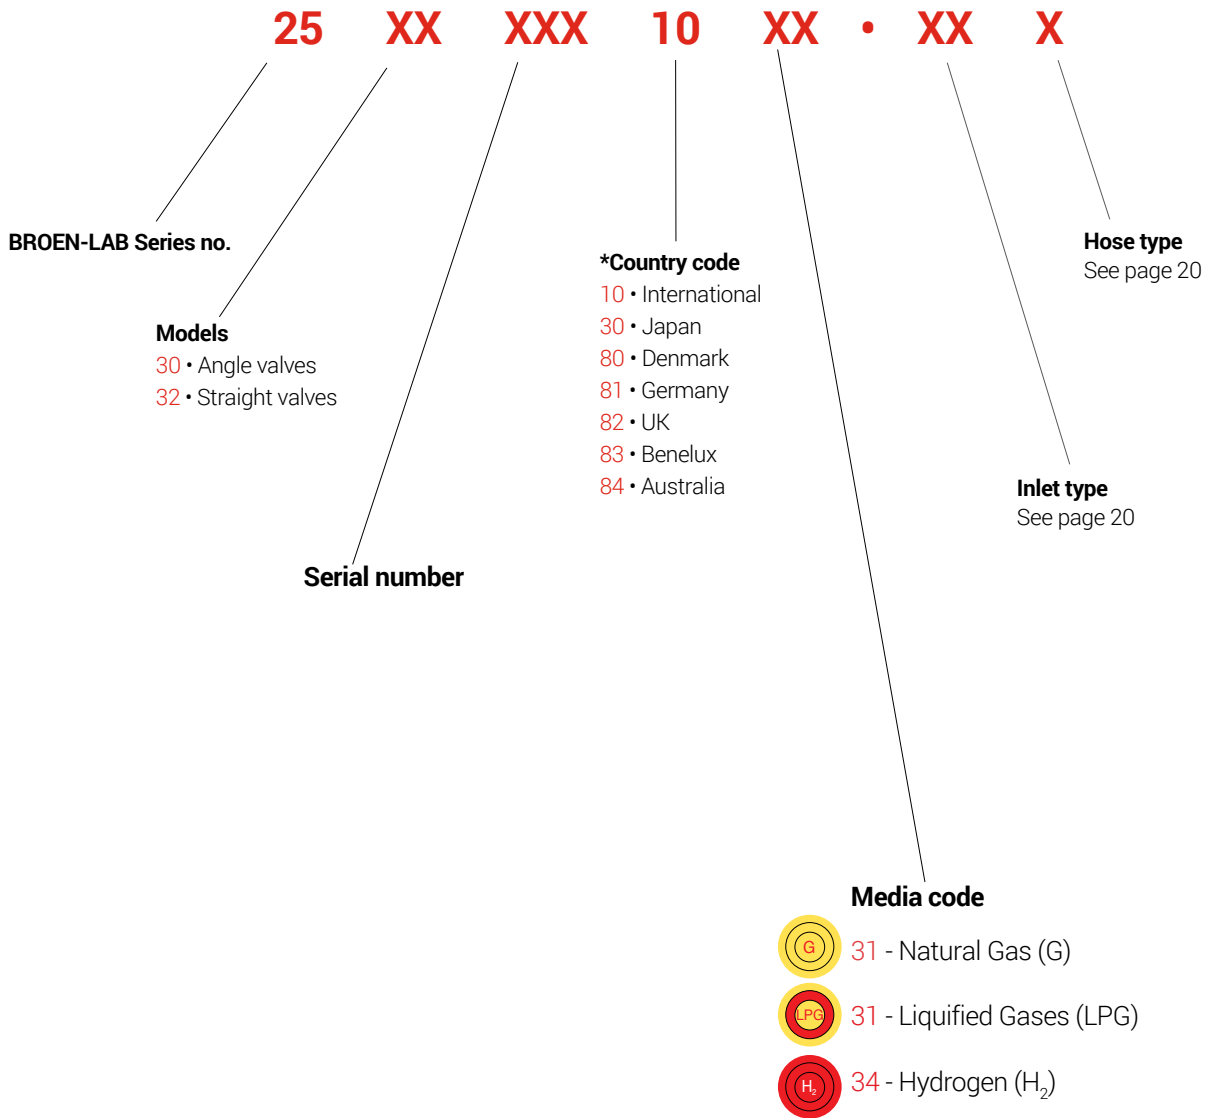 25 XX XXX 10 XX • XX X
BROEN-LAB Series no.
Models
30 • Angle valves
32 • Straight valves
Serial number
*Country code
10 • International
30 • Japan
80 • Denmark
81 • Germany
82 • UK
83 • Benelux
84 • Australia
Hose type
See page 20
Inlet type
See page 20
Media code
G 31 - Natural Gas (G)
LPG 31 - Liquified Gases (LPG)
H₂ 34 - Hydrogen (H₂)